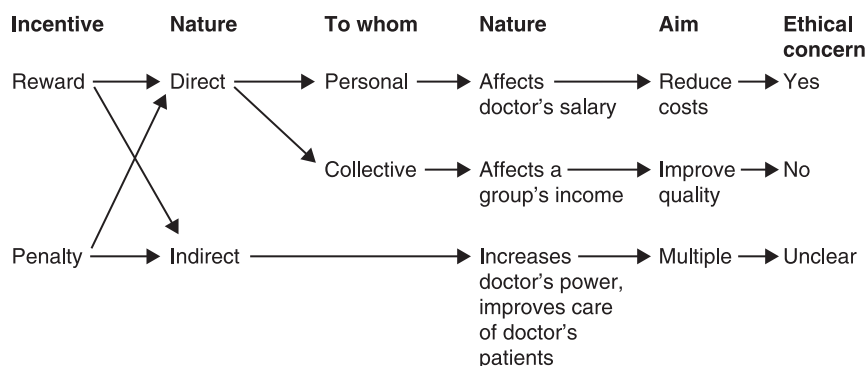 Incentive Nature To whom Nature Aim Ethical
concern
Reward Direct Personal Affects Reduce Yes
doctor's salary costs
Collective Affects a Improve No
group's income quality
Penalty Indirect Increases Multiple Unclear
doctor's power,
improves care
of doctor's
patients